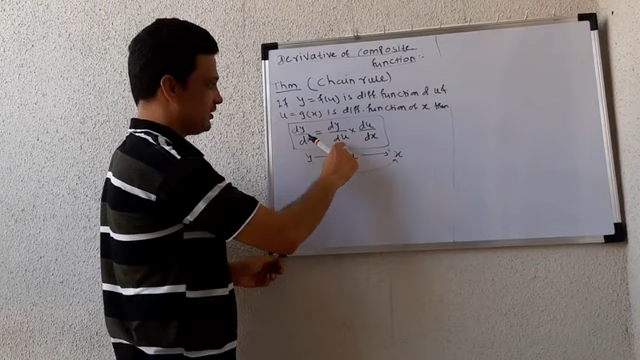 Derivative of composite
function:-
Thm (Chain rule)
If y = f(u) is diff function of u &
u = g(x) is diff. function of x then
dy/dx = dy/du × du/dx
y → x